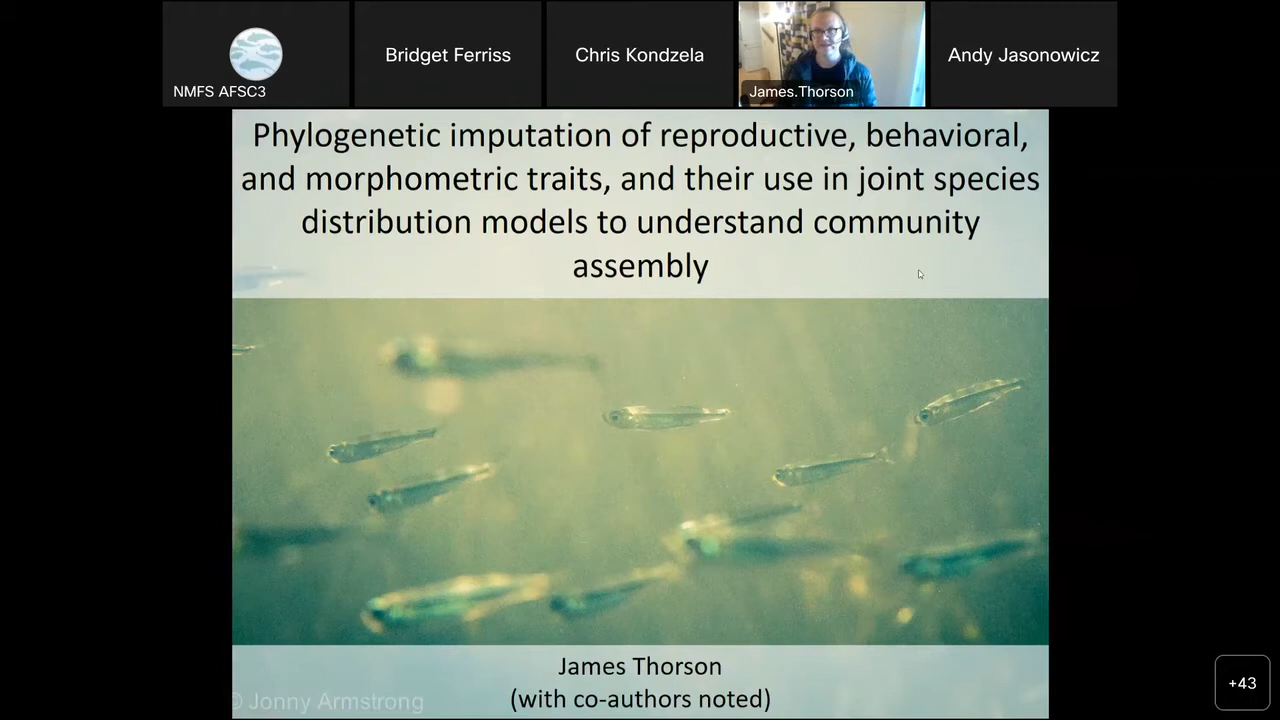 NMFS AFSC3
Bridget Ferriss
Chris Kondzela
James.Thorson
Andy Jasonowicz
Phylogenetic imputation of reproductive, behavioral,
and morphometric traits, and their use in joint species
distribution models to understand community
assembly
James Thorson
(with co-authors noted)
© Jonny Armstrong
+43